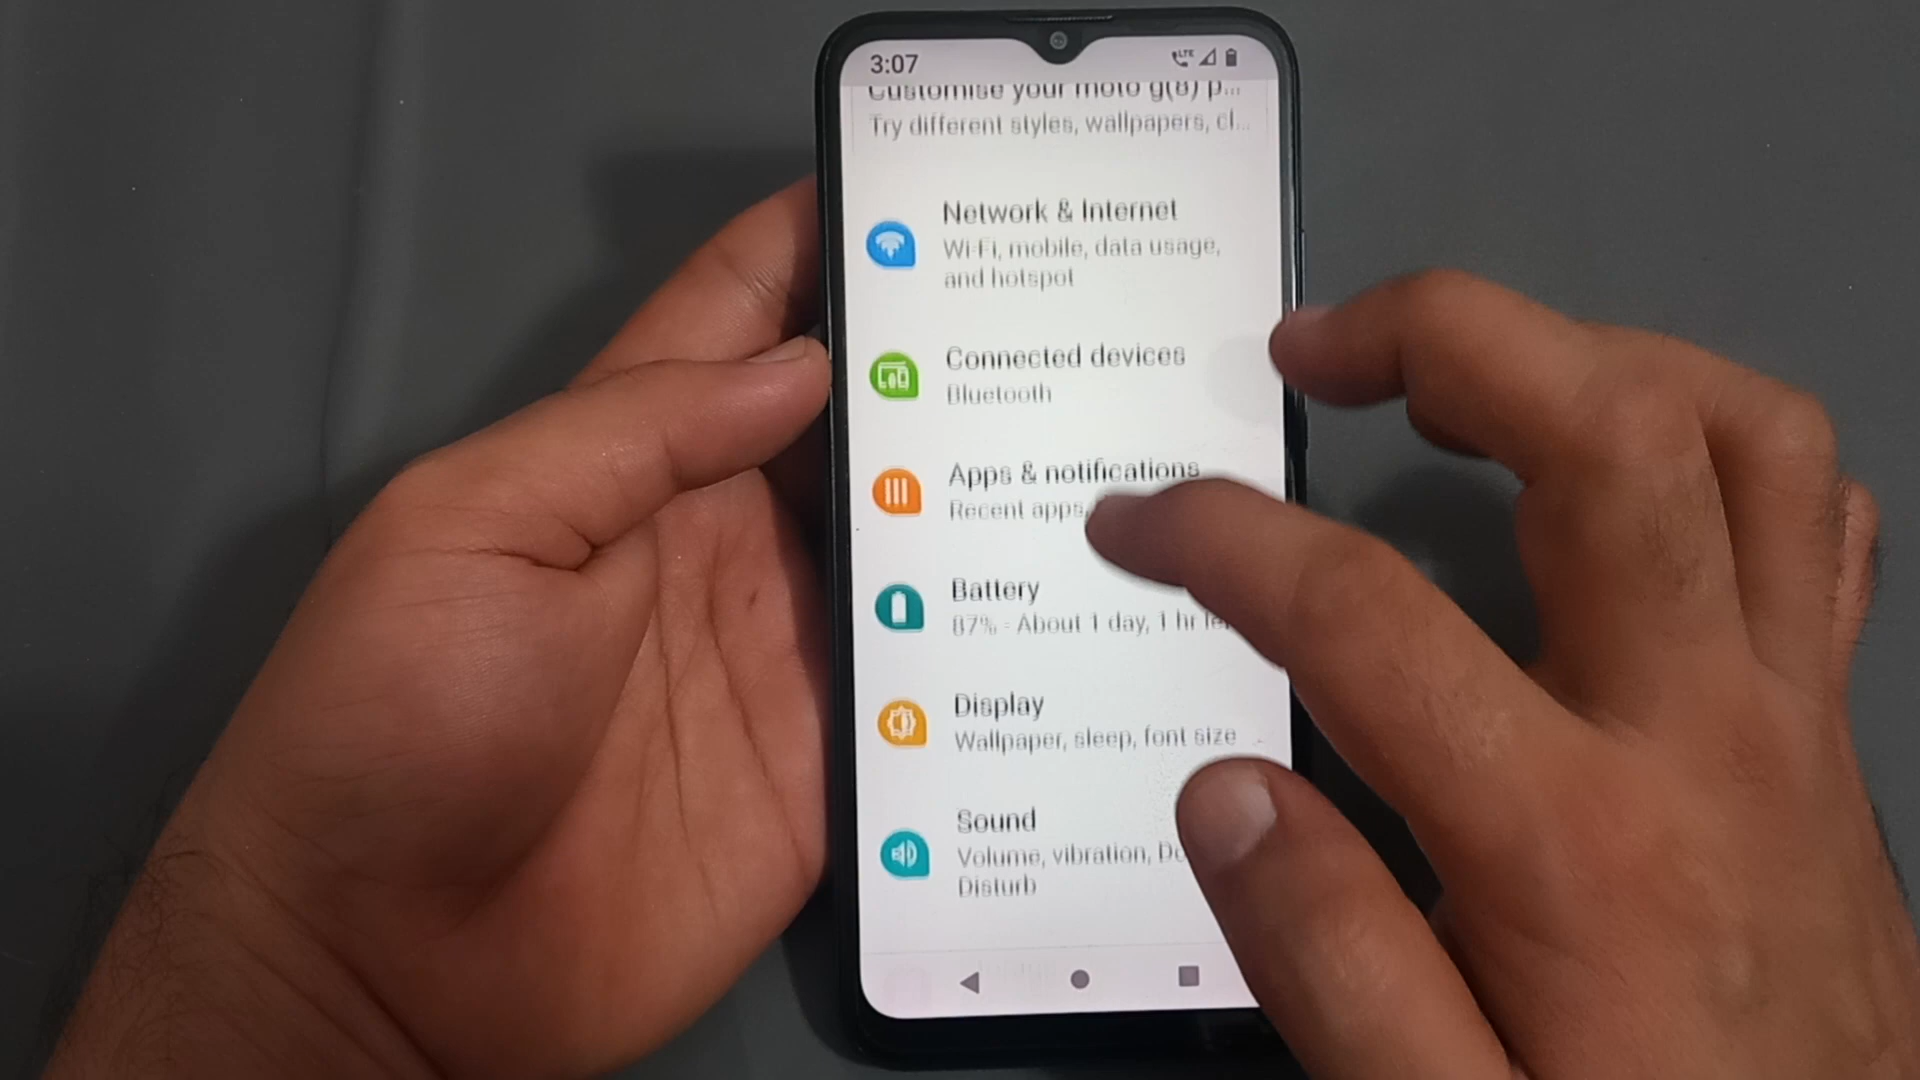 3:07
LTE
Customise your moto g(8) p...
Try different styles, wallpapers, cl...
Network & Internet
Wi-Fi, mobile, data usage,
and hotspot
Connected devices
Bluetooth
Apps & notifications
Recent apps,
Battery
87% - About 1 day, 1 hr le
Display
Wallpaper, sleep, font size
Sound
Volume, vibration, Do
Disturb